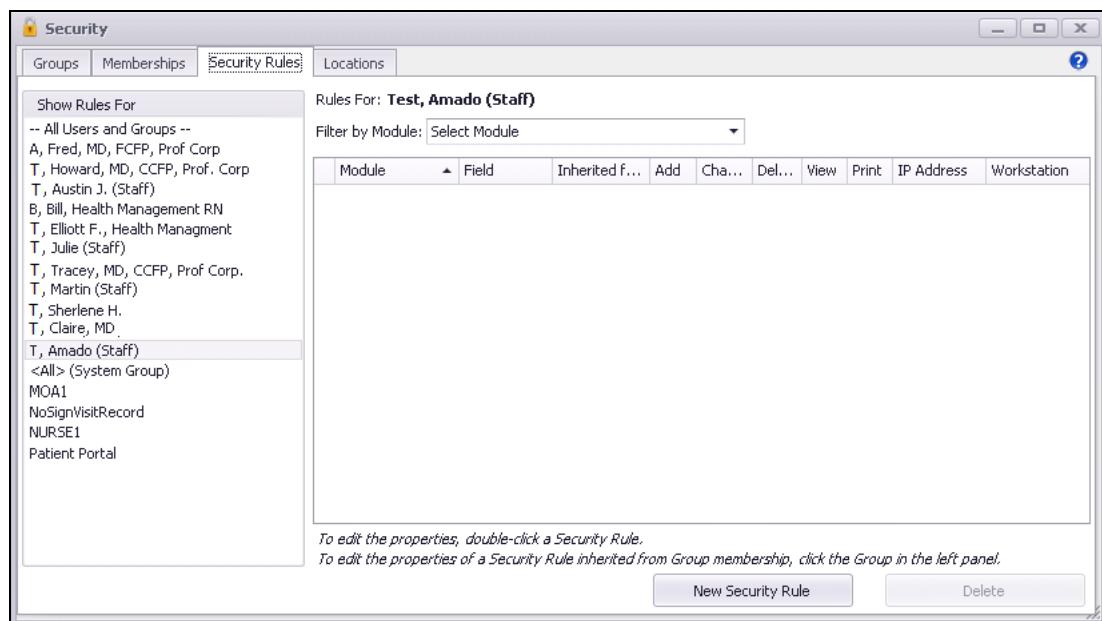 Security
Groups Memberships Security Rules Locations
Show Rules For
-- All Users and Groups --
A, Fred, MD, FCFP, Prof Corp
T, Howard, MD, CCFP, Prof. Corp
T, Austin J. (Staff)
B, Bill, Health Management RN
T, Elliott F., Health Managment
T, Julie (Staff)
T, Tracey, MD, CCFP, Prof Corp.
T, Martin (Staff)
T, Sherlene H.
T, Claire, MD
T, Amado (Staff)
<All> (System Group)
MOA1
NoSignVisitRecord
NURSE1
Patient Portal
Rules For: Test, Amado (Staff)
Filter by Module: Select Module
Module Field Inherited f... Add Cha... Del... View Print IP Address Workstation
To edit the properties, double-click a Security Rule.
To edit the properties of a Security Rule inherited from Group membership, click the Group in the left panel.
New Security Rule Delete